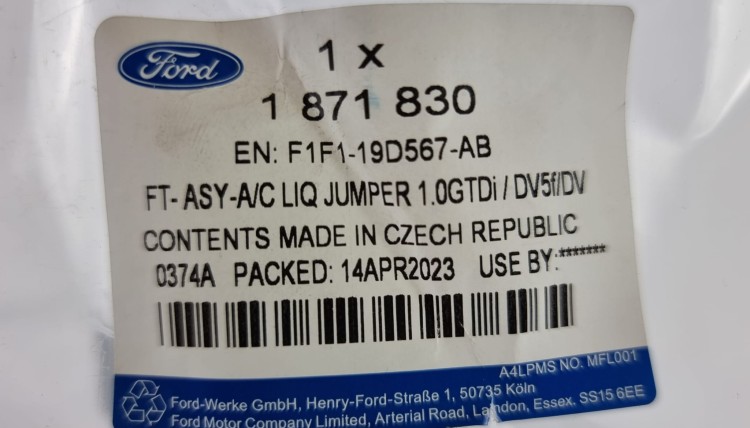 Ford
1 x
1 871 830
EN: F1F1-19D567-AB
FT- ASY-A/C LIQ JUMPER 1.0GTDi / DV5f/DV
CONTENTS MADE IN CZECH REPUBLIC
0374A PACKED: 14APR2023 USE BY:*******
A4LPMS NO. MFL001
Ford-Werke GmbH, Henry-Ford-Straße 1, 50735 Köln
Ford Motor Company Limited, Arterial Road, Laindon, Essex. SS15 6EE